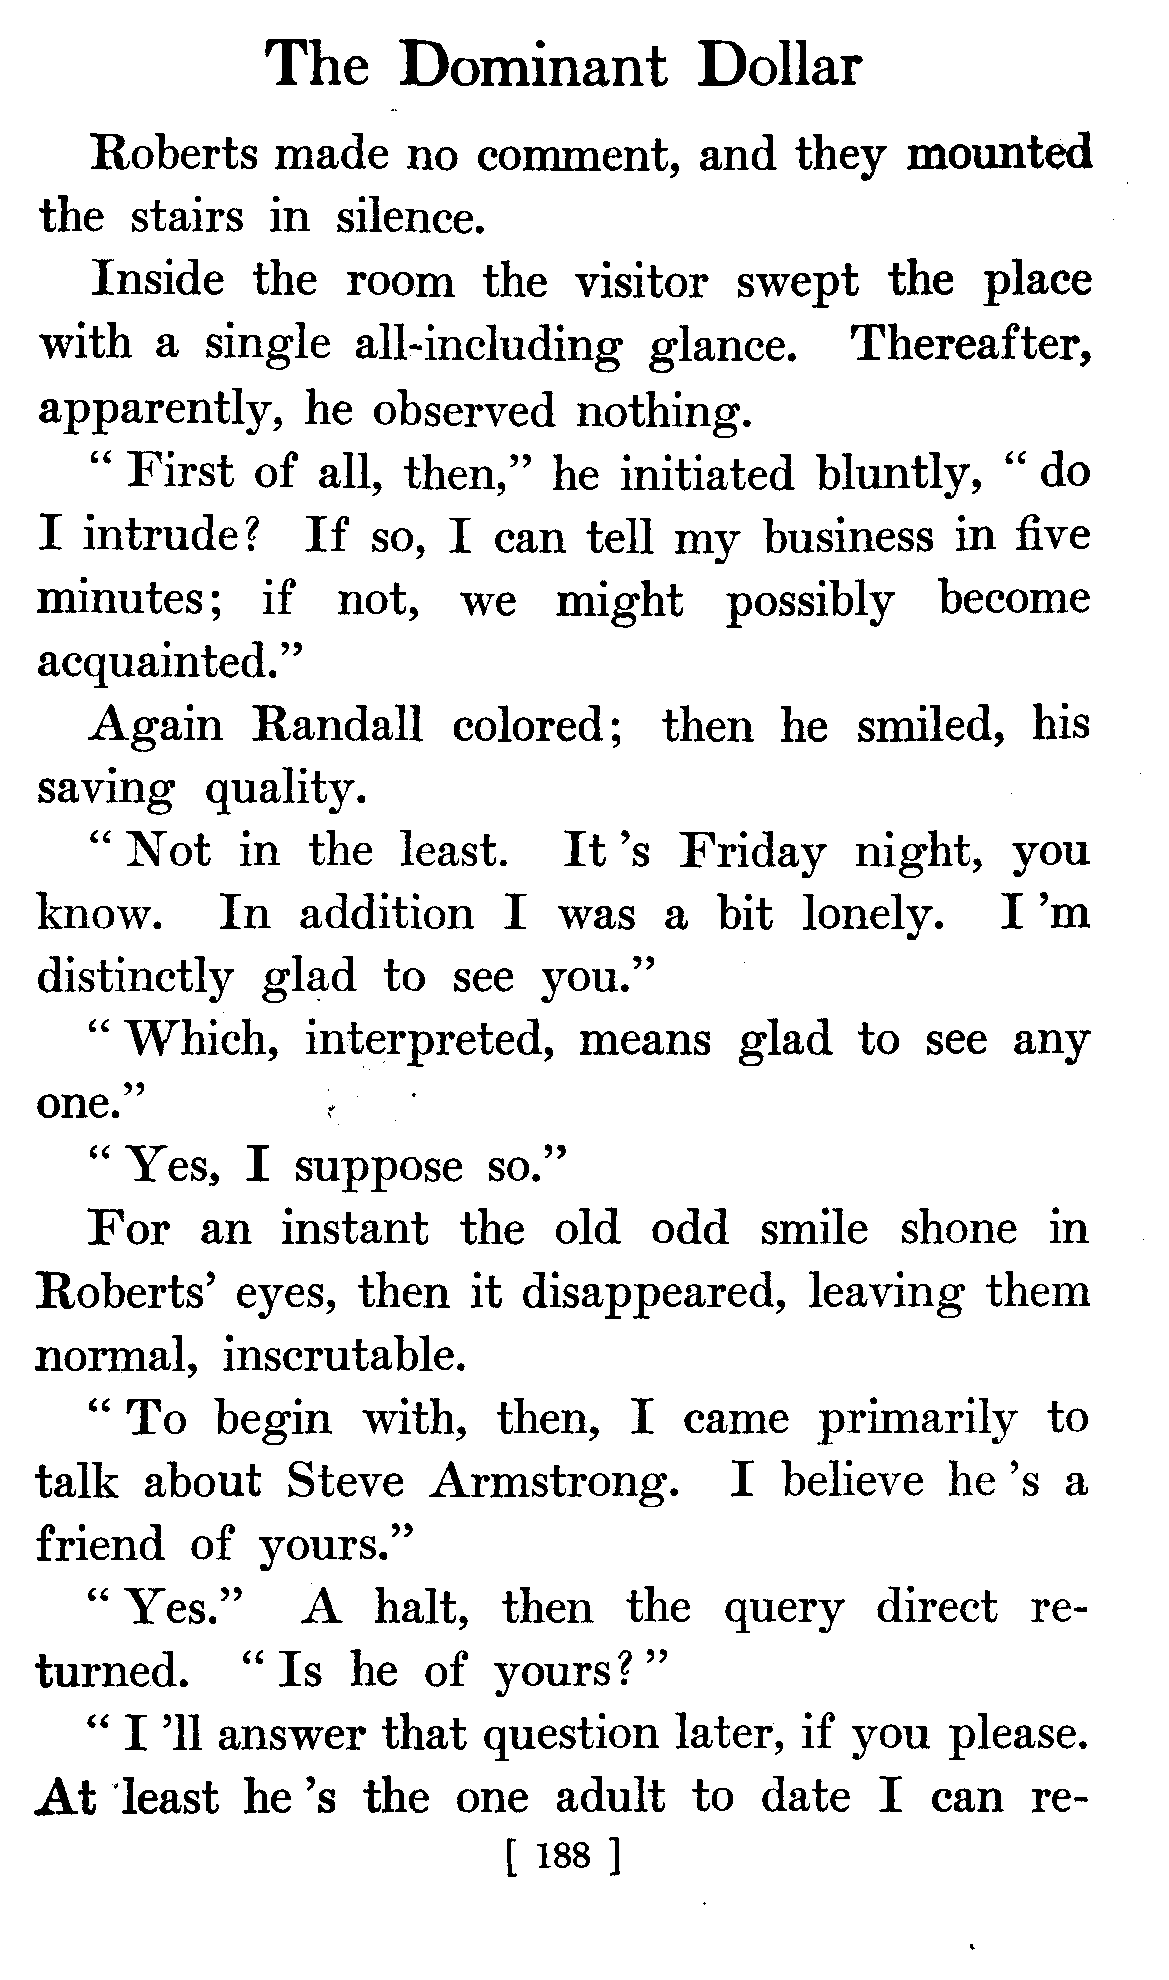 The Dominant Dollar
Roberts made no comment, and they mounted
the stairs in silence.
Inside the room the visitor swept the place
with a single all-including glance. Thereafter,
apparently, he observed nothing.
“ First of all, then,” he initiated bluntly, “ do
I intrude? If so, I can tell my business in five
minutes; if not, we might possibly become
acquainted.”
Again Randall colored; then he smiled, his
saving quality.
“ Not in the least. It ’s Friday night, you
know. In addition I was a bit lonely. I ’m
distinctly glad to see you.”
“ Which, interpreted, means glad to see any
one.”
“ Yes, I suppose so.”
For an instant the old odd smile shone in
Roberts’ eyes, then it disappeared, leaving them
normal, inscrutable.
“ To begin with, then, I came primarily to
talk about Steve Armstrong. I believe he ’s a
friend of yours.”
“ Yes.” A halt, then the query direct re-
turned. “ Is he of yours? ”
“ I ’ll answer that question later, if you please.
At least he ’s the one adult to date I can re-
[ 188 ]